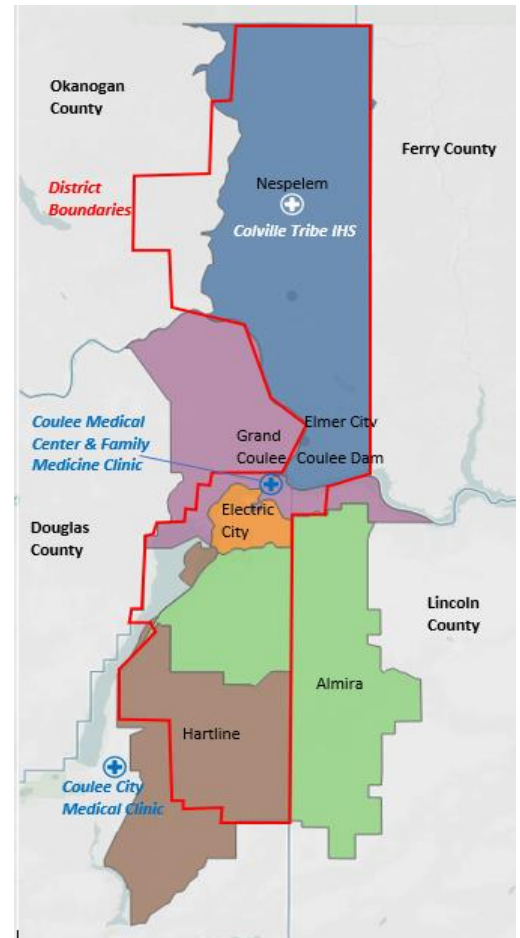 Okanogan
County
Ferry County
Nespelem
District
Boundaries
Colville Tribe IHS
Coulee Medical
Center & Family
Medicine Clinic
Elmer City
Grand
Coulee
Coulee Dam
Electric
City
Douglas
County
Lincoln
County
Almira
Hartline
Coulee City
Medical Clinic